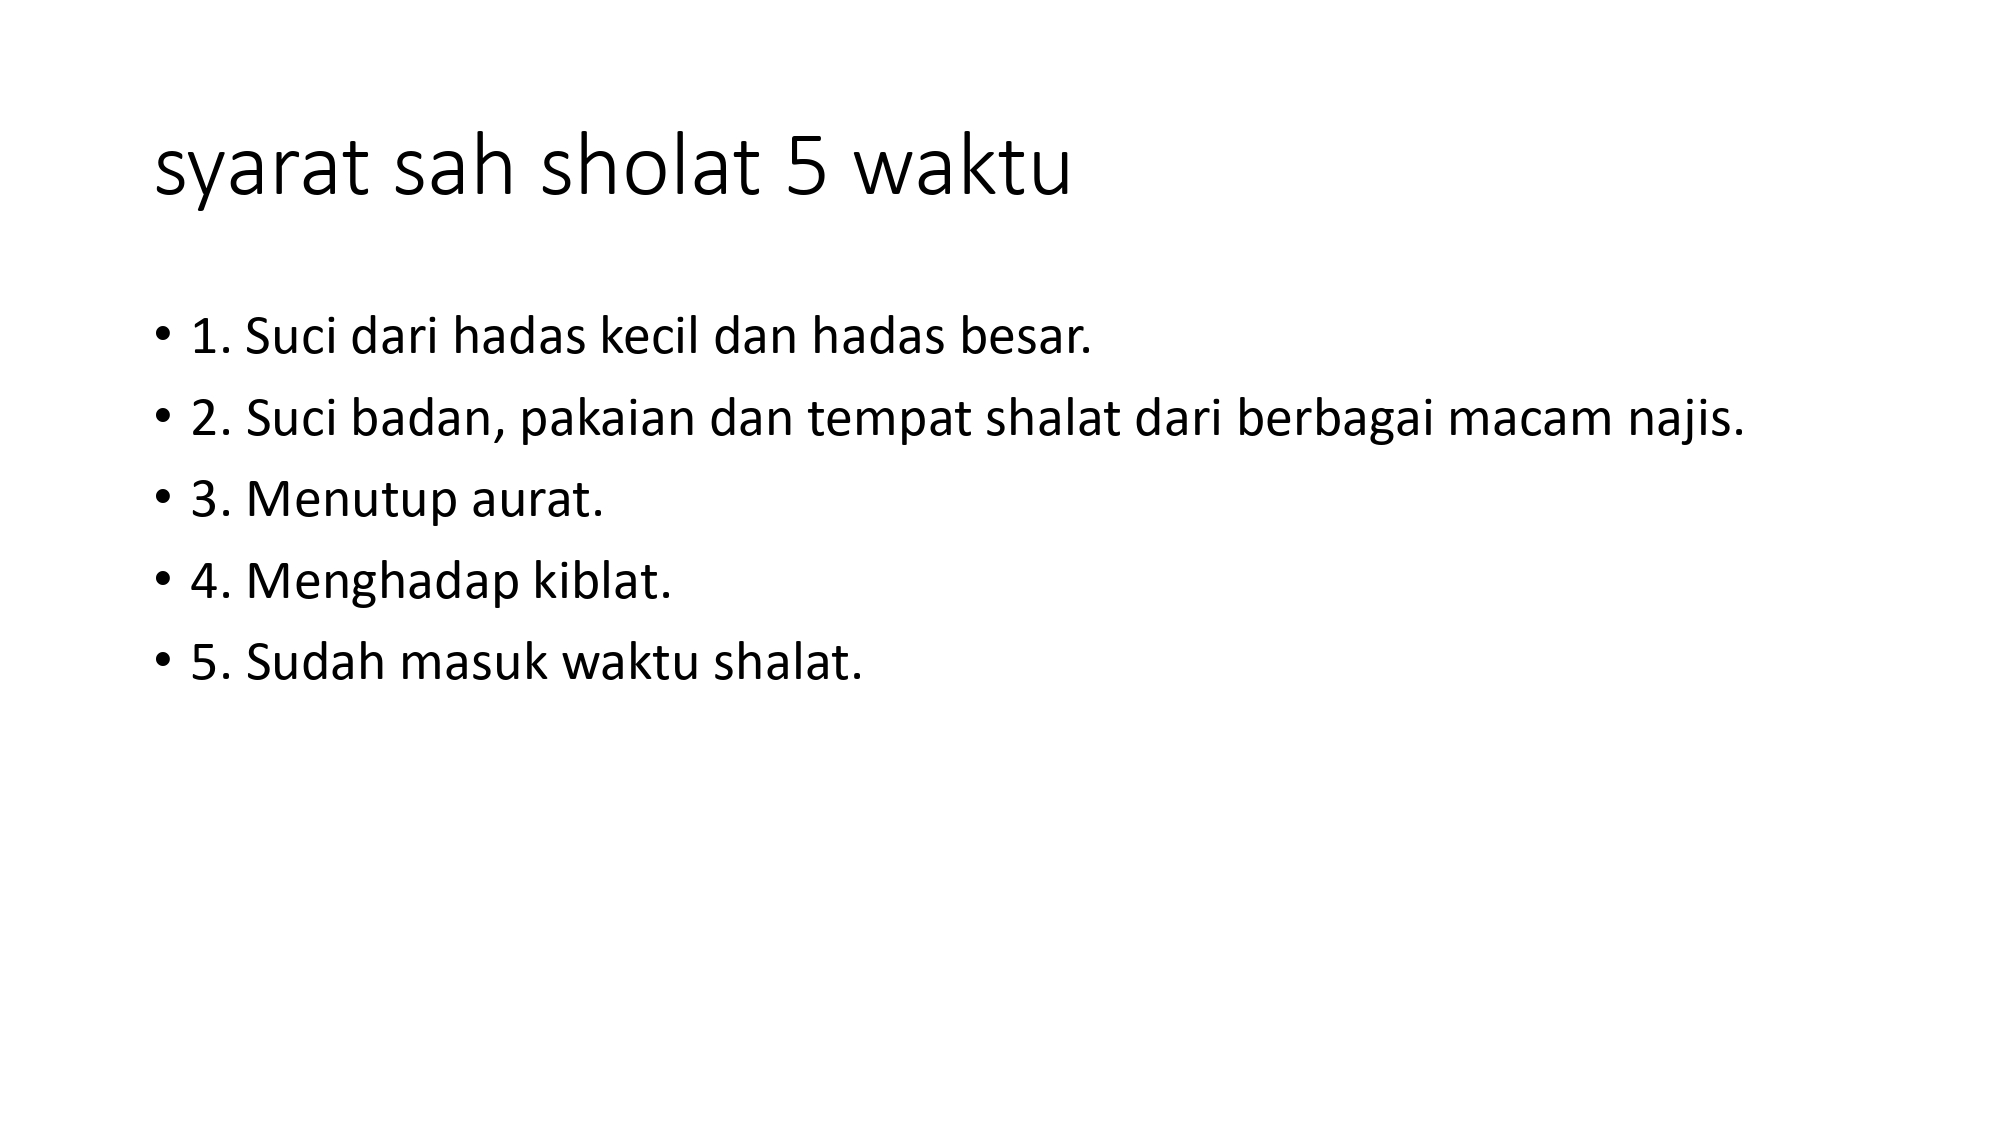 syarat sah sholat 5 waktu
• 1. Suci dari hadas kecil dan hadas besar.
• 2. Suci badan, pakaian dan tempat shalat dari berbagai macam najis.
• 3. Menutup aurat.
• 4. Menghadap kiblat.
• 5. Sudah masuk waktu shalat.